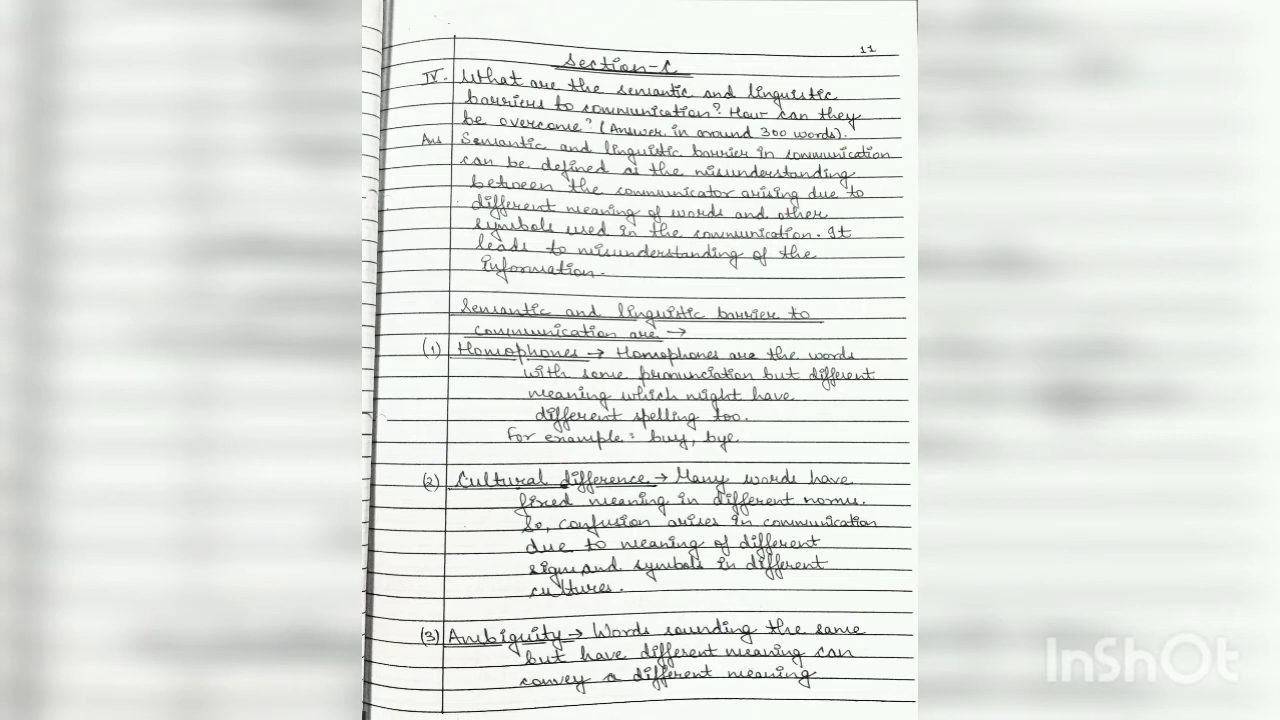 11
Section-C
IV. What are the semantic and linguistic
barriers to communication? How can they
be overcome? (Answer in around 300 words).
Ans Semantic and linguistic barrier in communication
can be defined as the misunderstanding
between the communicator arising due to
different meaning of words and other
symbols used in the communication. It
leads to misunderstanding of the
information.
Semantic and linguistic barrier to
communication are →
(1) Homophones → Homophones are the words
with same pronunciation but different
meaning which might have
different spelling too.
For example: buy, bye
(2) Cultural difference → Many words have
fixed meaning in different norms.
So, confusion arises in communication
due to meaning of different
signs and symbols in different
cultures.
(3) Ambiguity → Words sounding the same
but have different meaning can
convey a different meaning
InShOt